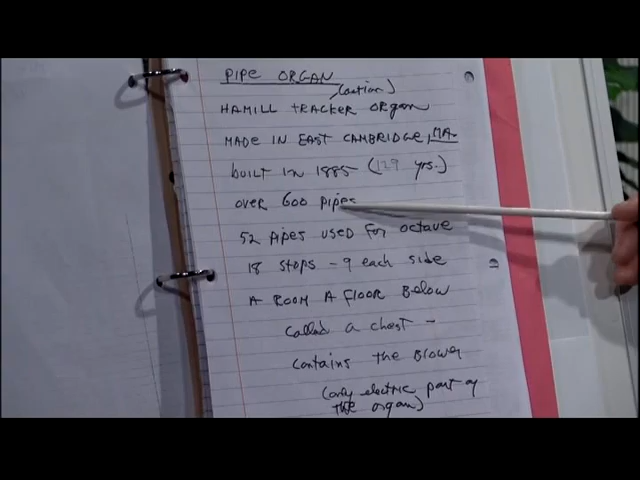 PIPE ORGAN
(action)
HAMILL TRACKER ORGAN
MADE IN EAST CAMBRIDGE, MA.
BUILT IN 1885 (129 yrs.)
OVER 600 PIPES
52 PIPES USED FOR OCTAVE
18 STOPS - 9 each side
A ROOM A FLOOR BELOW
Called a chest -
Contains the Blower
(only electric part of
the organ)